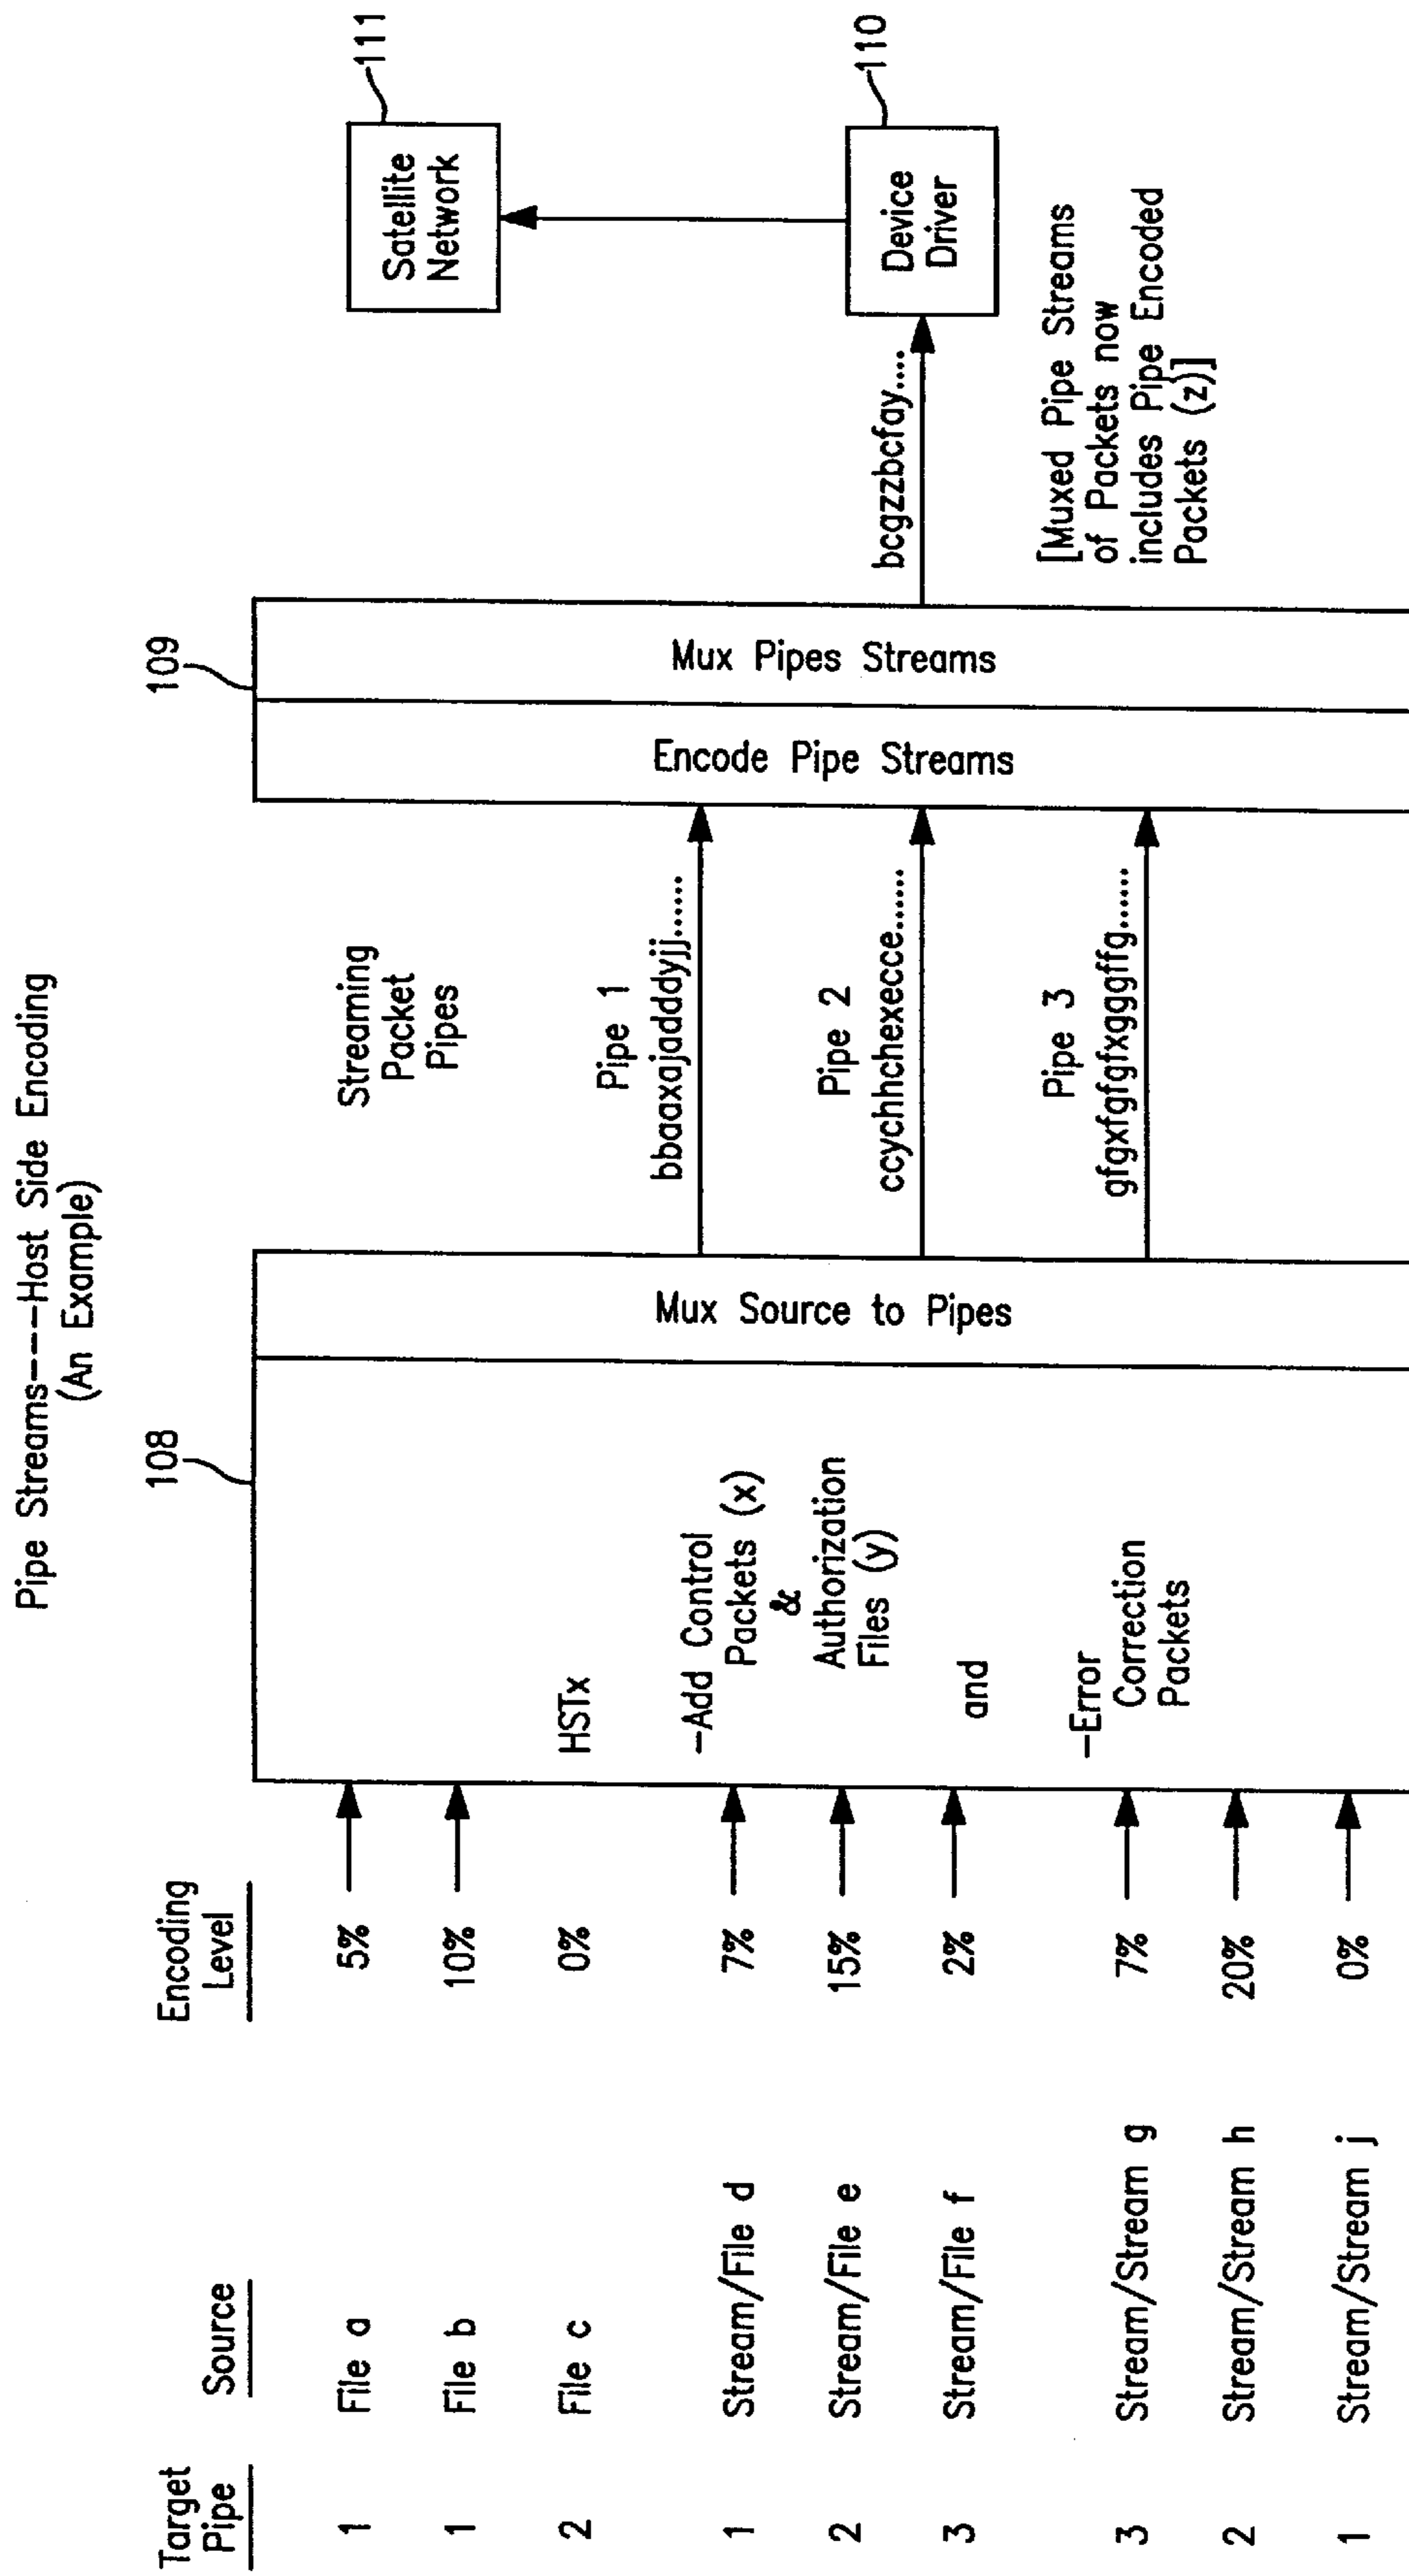 Pipe Streams----Host Side Encoding
(An Example)
Target
Pipe
Source
Encoding
Level
1 File a 5%
1 File b 10%
2 File c 0%
1 Stream/File d 7%
2 Stream/File e 15%
3 Stream/File f 2%
3 Stream/Stream g 7%
2 Stream/Stream h 20%
1 Stream/Stream j 0%
108
HSTx
-Add Control
Packets (x)
&
Authorization
Files (y)
and
-Error
Correction
Packets
Mux Source to Pipes
Streaming
Packet
Pipes
Pipe 1
bbaaxajadddyjj......
Pipe 2
ccychhchexecce......
Pipe 3
gfgxfgfgfxgggffg......
109
Encode Pipe Streams
Mux Pipes Streams
bcgzzbcfay....
[Muxed Pipe Streams
of Packets now
includes Pipe Encoded
Packets (z)]
Device
Driver
110
Satellite
Network
111